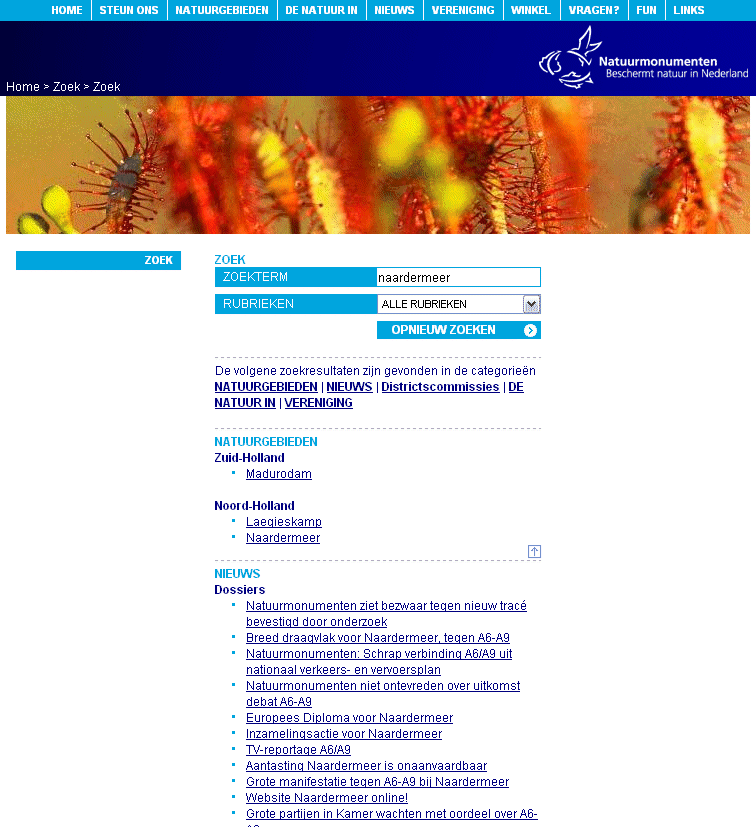 HOME STEUN ONS NATUURGEBIEDEN DE NATUUR IN NIEUWS VERENIGING WINKEL VRAGEN? FUN LINKS
Natuurmonumenten
Beschermt natuur in Nederland
Home > Zoek > Zoek
ZOEK
ZOEK
ZOEKTERM naardermeer
RUBRIEKEN ALLE RUBRIEKEN
OPNIEUW ZOEKEN
De volgene zoekresultaten zijn gevonden in de categorieën
NATUURGEBIEDEN | NIEUWS | Districtscommissies | DE
NATUUR IN | VERENIGING
NATUURGEBIEDEN
Zuid-Holland
Madurodam
Noord-Holland
Laegieskamp
Naardermeer
NIEUWS
Dossiers
Natuurmonumenten ziet bezwaar tegen nieuw tracé
bevestigd door onderzoek
Breed draagvlak voor Naardermeer, tegen A6-A9
Natuurmonumenten: Schrap verbinding A6/A9 uit
nationaal verkeers- en vervoersplan
Natuurmonumenten niet ontevreden over uitkomst
debat A6-A9
Europees Diploma voor Naardermeer
Inzamelingsactie voor Naardermeer
TV-reportage A6/A9
Aantasting Naardermeer is onaanvaardbaar
Grote manifestatie tegen A6-A9 bij Naardermeer
Website Naardermeer online!
Grote partijen in Kamer wachten met oordeel over A6-
A9